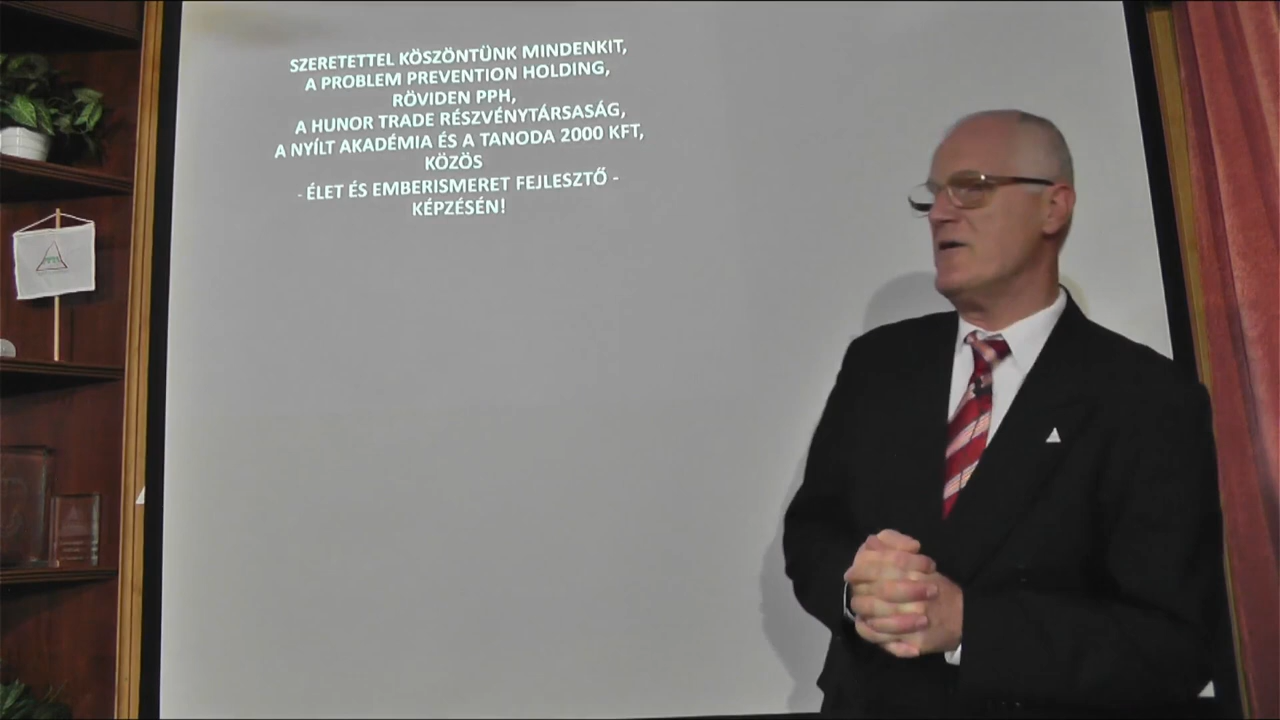 SZERETETTEL KÖSZÖNTÜNK MINDENKIT,
A PROBLEM PREVENTION HOLDING,
RÖVIDEN PPH,
A HUNOR TRADE RÉSZVÉNYTÁRSASÁG,
A NYÍLT AKADÉMIA ÉS A TANODA 2000 KFT,
KÖZÖS
- ÉLET ÉS EMBERISMERET FEJLESZTŐ -
KÉPZÉSÉN!